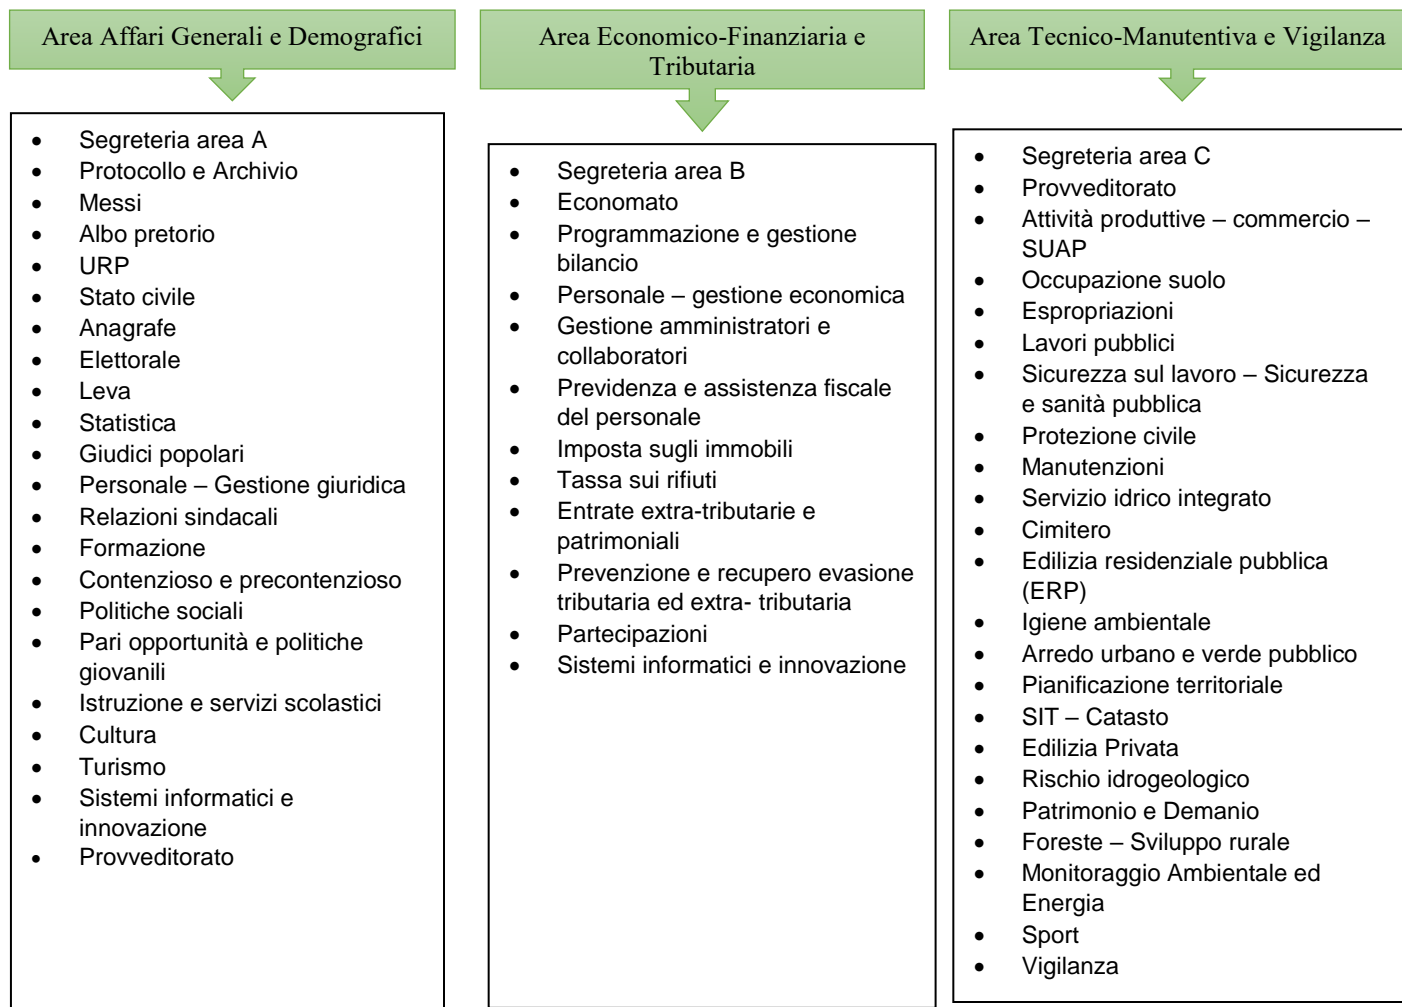 Area Affari Generali e Demografici
Segreteria area A
Protocollo e Archivio
Messi
Albo pretorio
URP
Stato civile
Anagrafe
Elettorale
Leva
Statistica
Giudici popolari
Personale – Gestione giuridica
Relazioni sindacali
Formazione
Contenzioso e precontenzioso
Politiche sociali
Pari opportunità e politiche
giovanili
Istruzione e servizi scolastici
Cultura
Turismo
Sistemi informatici e
innovazione
Provveditorato
Area Economico-Finanziaria e
Tributaria
Segreteria area B
Economato
Programmazione e gestione
bilancio
Personale – gestione economica
Gestione amministratori e
collaboratori
Previdenza e assistenza fiscale
del personale
Imposta sugli immobili
Tassa sui rifiuti
Entrate extra-tributarie e
patrimoniali
Prevenzione e recupero evasione
tributaria ed extra- tributaria
Partecipazioni
Sistemi informatici e innovazione
Area Tecnico-Manutentiva e Vigilanza
Segreteria area C
Provveditorato
Attività produttive – commercio –
SUAP
Occupazione suolo
Espropriazioni
Lavori pubblici
Sicurezza sul lavoro – Sicurezza
e sanità pubblica
Protezione civile
Manutenzioni
Servizio idrico integrato
Cimitero
Edilizia residenziale pubblica
(ERP)
Igiene ambientale
Arredo urbano e verde pubblico
Pianificazione territoriale
SIT – Catasto
Edilizia Privata
Rischio idrogeologico
Patrimonio e Demanio
Foreste – Sviluppo rurale
Monitoraggio Ambientale ed
Energia
Sport
Vigilanza